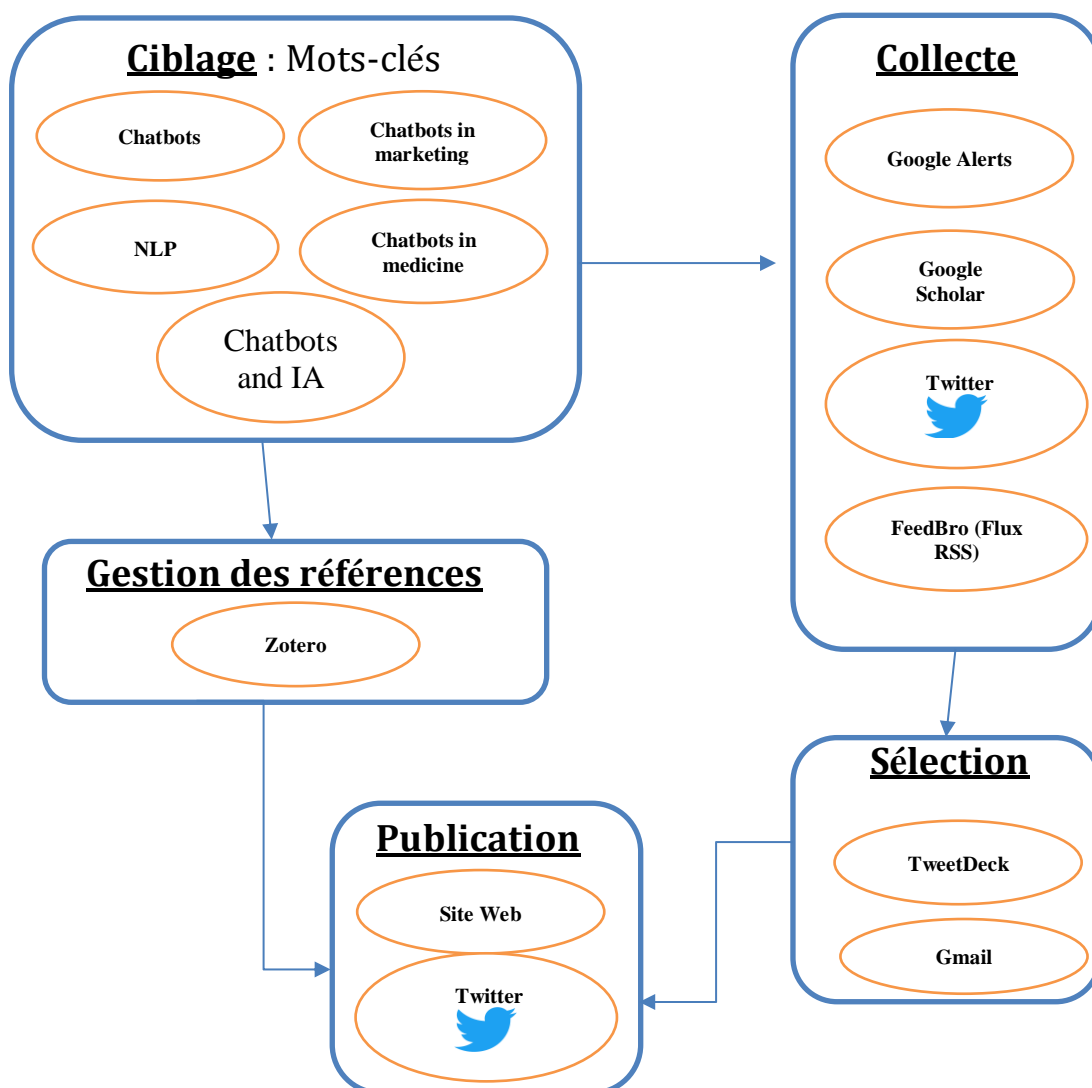 Ciblage : Mots-clés
Chatbots
Chatbots in
marketing
NLP
Chatbots in
medicine
Chatbots
and IA
Collecte
Google Alerts
Google
Scholar
Twitter
FeedBro (Flux
RSS)
Gestion des références
Zotero
Sélection
TweetDeck
Gmail
Publication
Site Web
Twitter